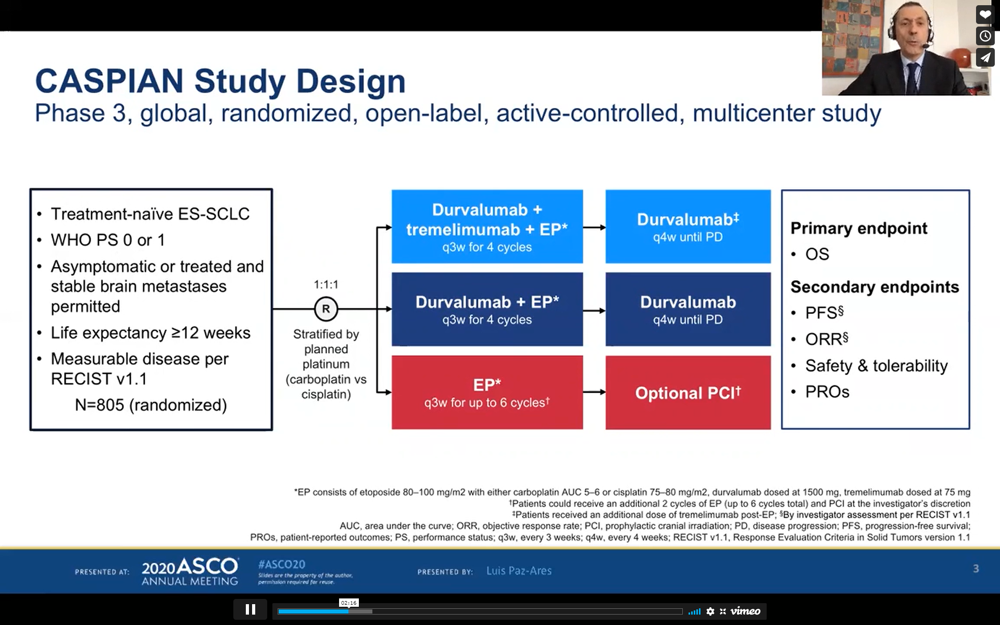 CASPIAN Study Design
Phase 3, global, randomized, open-label, active-controlled, multicenter study
• Treatment-naïve ES-SCLC
• WHO PS 0 or 1
• Asymptomatic or treated and
stable brain metastases
permitted
• Life expectancy ≥12 weeks
• Measurable disease per
RECIST v1.1
N=805 (randomized)
1:1:1
R
Stratified by
planned
platinum
(carboplatin vs
cisplatin)
Durvalumab +
tremelimumab + EP*
q3w for 4 cycles
Durvalumab‡
q4w until PD
Durvalumab + EP*
q3w for 4 cycles
Durvalumab
q4w until PD
EP*
q3w for up to 6 cycles†
Optional PCI†
Primary endpoint
• OS
Secondary endpoints
• PFS§
• ORR§
• Safety & tolerability
• PROs
*EP consists of etoposide 80–100 mg/m2 with either carboplatin AUC 5–6 or cisplatin 75–80 mg/m2, durvalumab dosed at 1500 mg, tremelimumab dosed at 75 mg
†Patients could receive an additional 2 cycles of EP (up to 6 cycles total) and PCI at the investigator's discretion
‡Patients received an additional dose of tremelimumab post-EP; §By investigator assessment per RECIST v1.1
AUC, area under the curve; ORR, objective response rate; PCI, prophylactic cranial irradiation; PD, disease progression; PFS, progression-free survival;
PROs, patient-reported outcomes; PS, performance status; q3w, every 3 weeks; q4w, every 4 weeks; RECIST v1.1, Response Evaluation Criteria in Solid Tumors version 1.1
PRESENTED AT:
2020 ASCO
ANNUAL MEETING
#ASCO20
Slides are the property of the author,
permission required for reuse.
PRESENTED BY: Luis Paz-Ares
3
02:16
vimeo